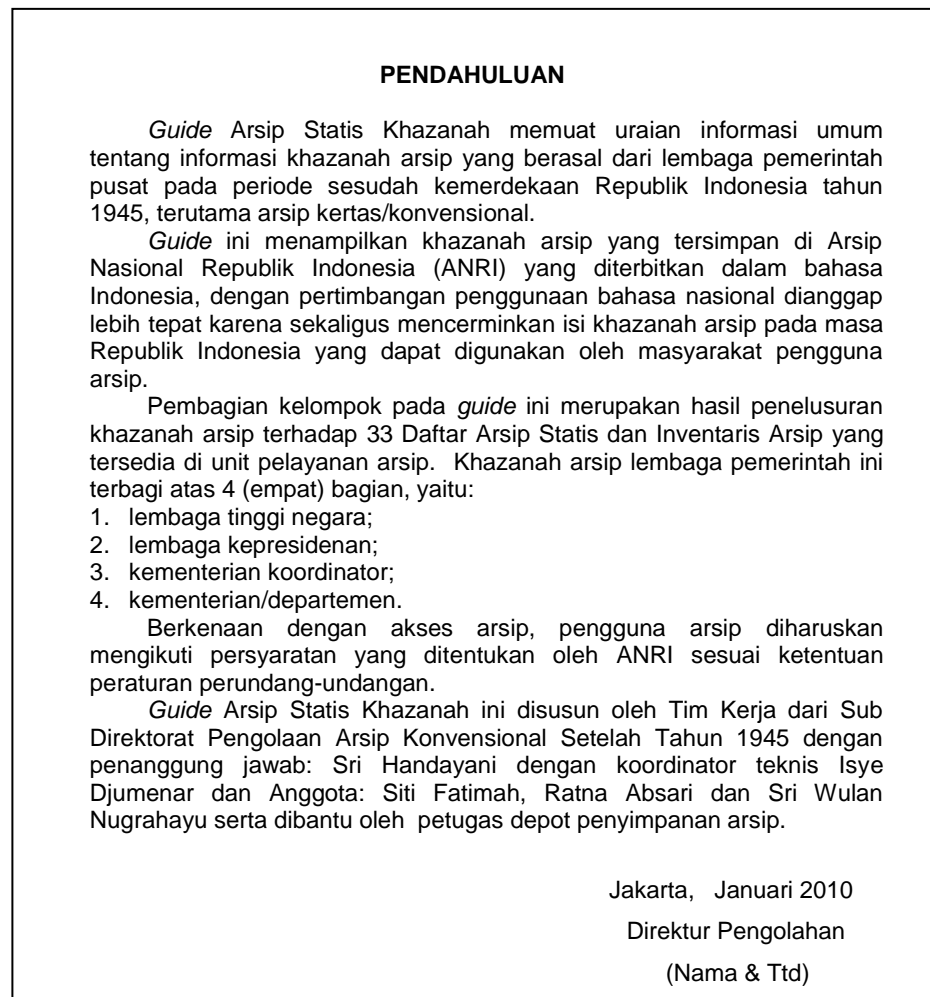 PENDAHULUAN
Guide Arsip Statis Khazanah memuat uraian informasi umum
tentang informasi khazanah arsip yang berasal dari lembaga pemerintah
pusat pada periode sesudah kemerdekaan Republik Indonesia tahun
1945, terutama arsip kertas/konvensional.
Guide ini menampilkan khazanah arsip yang tersimpan di Arsip
Nasional Republik Indonesia (ANRI) yang diterbitkan dalam bahasa
Indonesia, dengan pertimbangan penggunaan bahasa nasional dianggap
lebih tepat karena sekaligus mencerminkan isi khazanah arsip pada masa
Republik Indonesia yang dapat digunakan oleh masyarakat pengguna
arsip.
Pembagian kelompok pada guide ini merupakan hasil penelusuran
khazanah arsip terhadap 33 Daftar Arsip Statis dan Inventaris Arsip yang
tersedia di unit pelayanan arsip. Khazanah arsip lembaga pemerintah ini
terbagi atas 4 (empat) bagian, yaitu:
1. lembaga tinggi negara;
2. lembaga kepresidenan;
3. kementerian koordinator;
4. kementerian/departemen.
Berkenaan dengan akses arsip, pengguna arsip diharuskan
mengikuti persyaratan yang ditentukan oleh ANRI sesuai ketentuan
peraturan perundang-undangan.
Guide Arsip Statis Khazanah ini disusun oleh Tim Kerja dari Sub
Direktorat Pengolaan Arsip Konvensional Setelah Tahun 1945 dengan
penanggung jawab: Sri Handayani dengan koordinator teknis Isye
Djumenar dan Anggota: Siti Fatimah, Ratna Absari dan Sri Wulan
Nugrahayu serta dibantu oleh petugas depot penyimpanan arsip.
Jakarta, Januari 2010
Direktur Pengolahan
(Nama & Ttd)